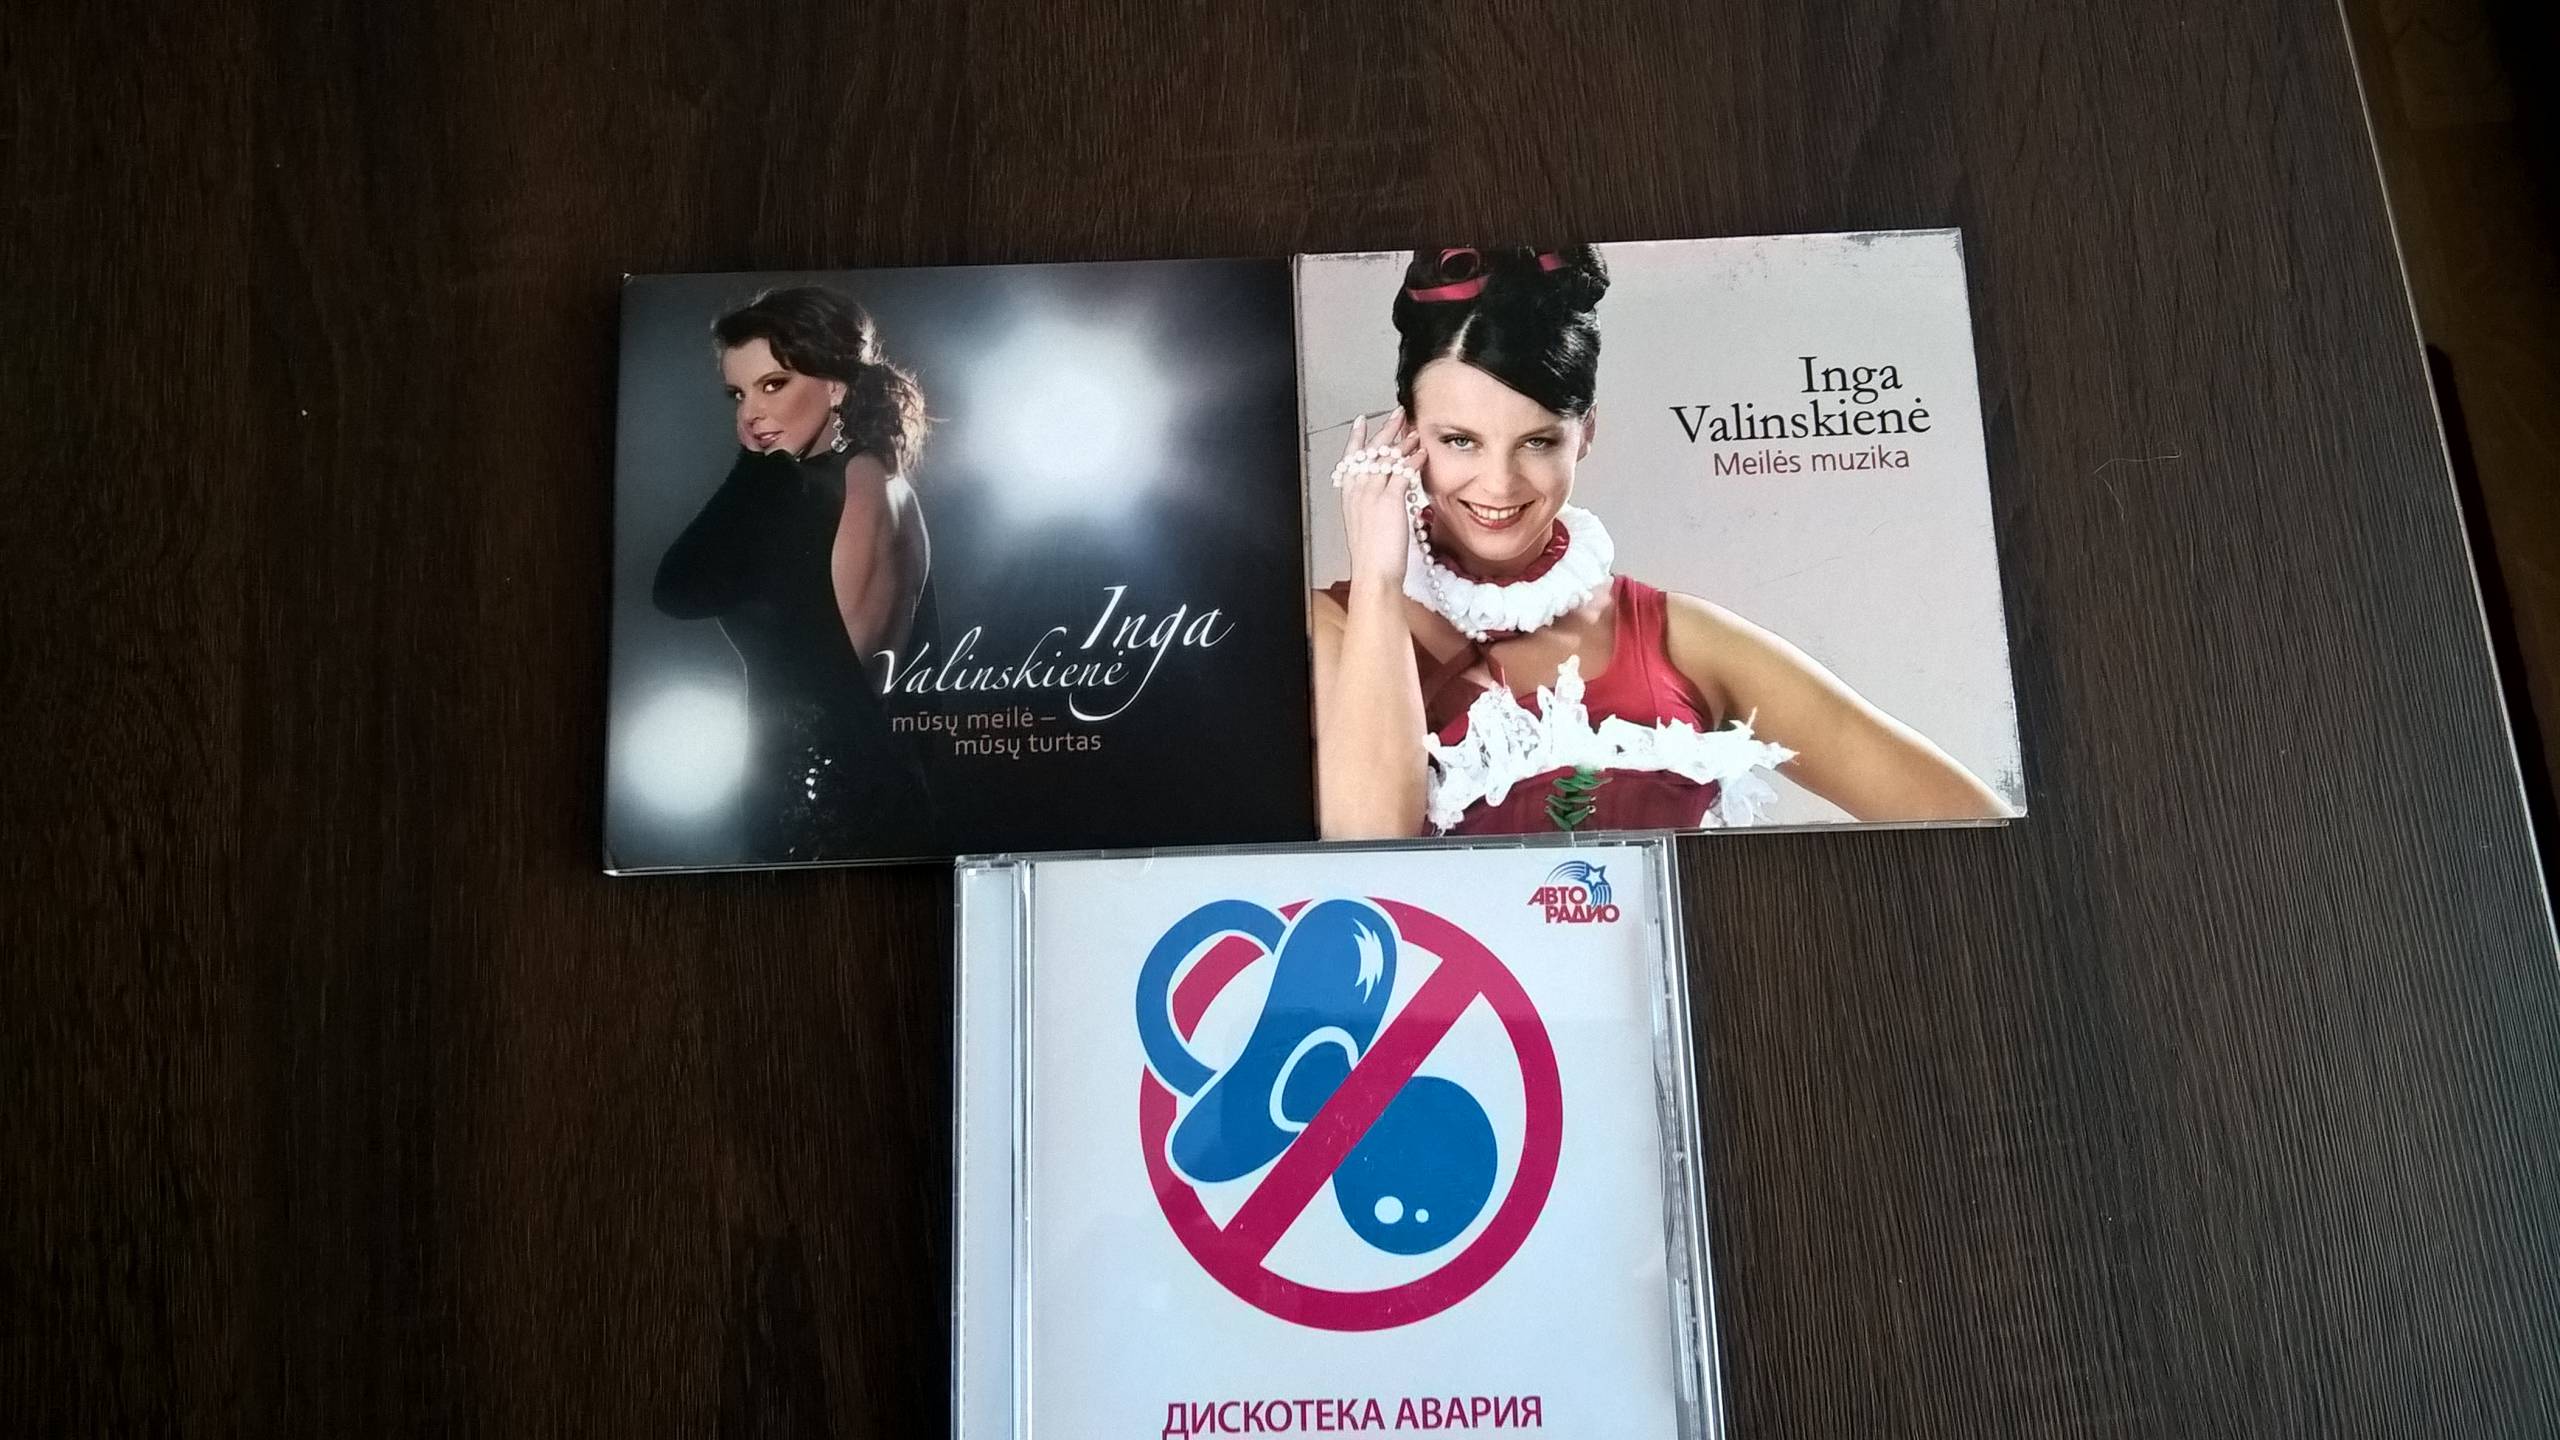 Inga
Valinskienė
mūsų meilė –
mūsų turtas
Inga
Valinskienė
Meilės muzika
АВТО
РАДИО
ДИСКОТЕКА АВАРИЯ